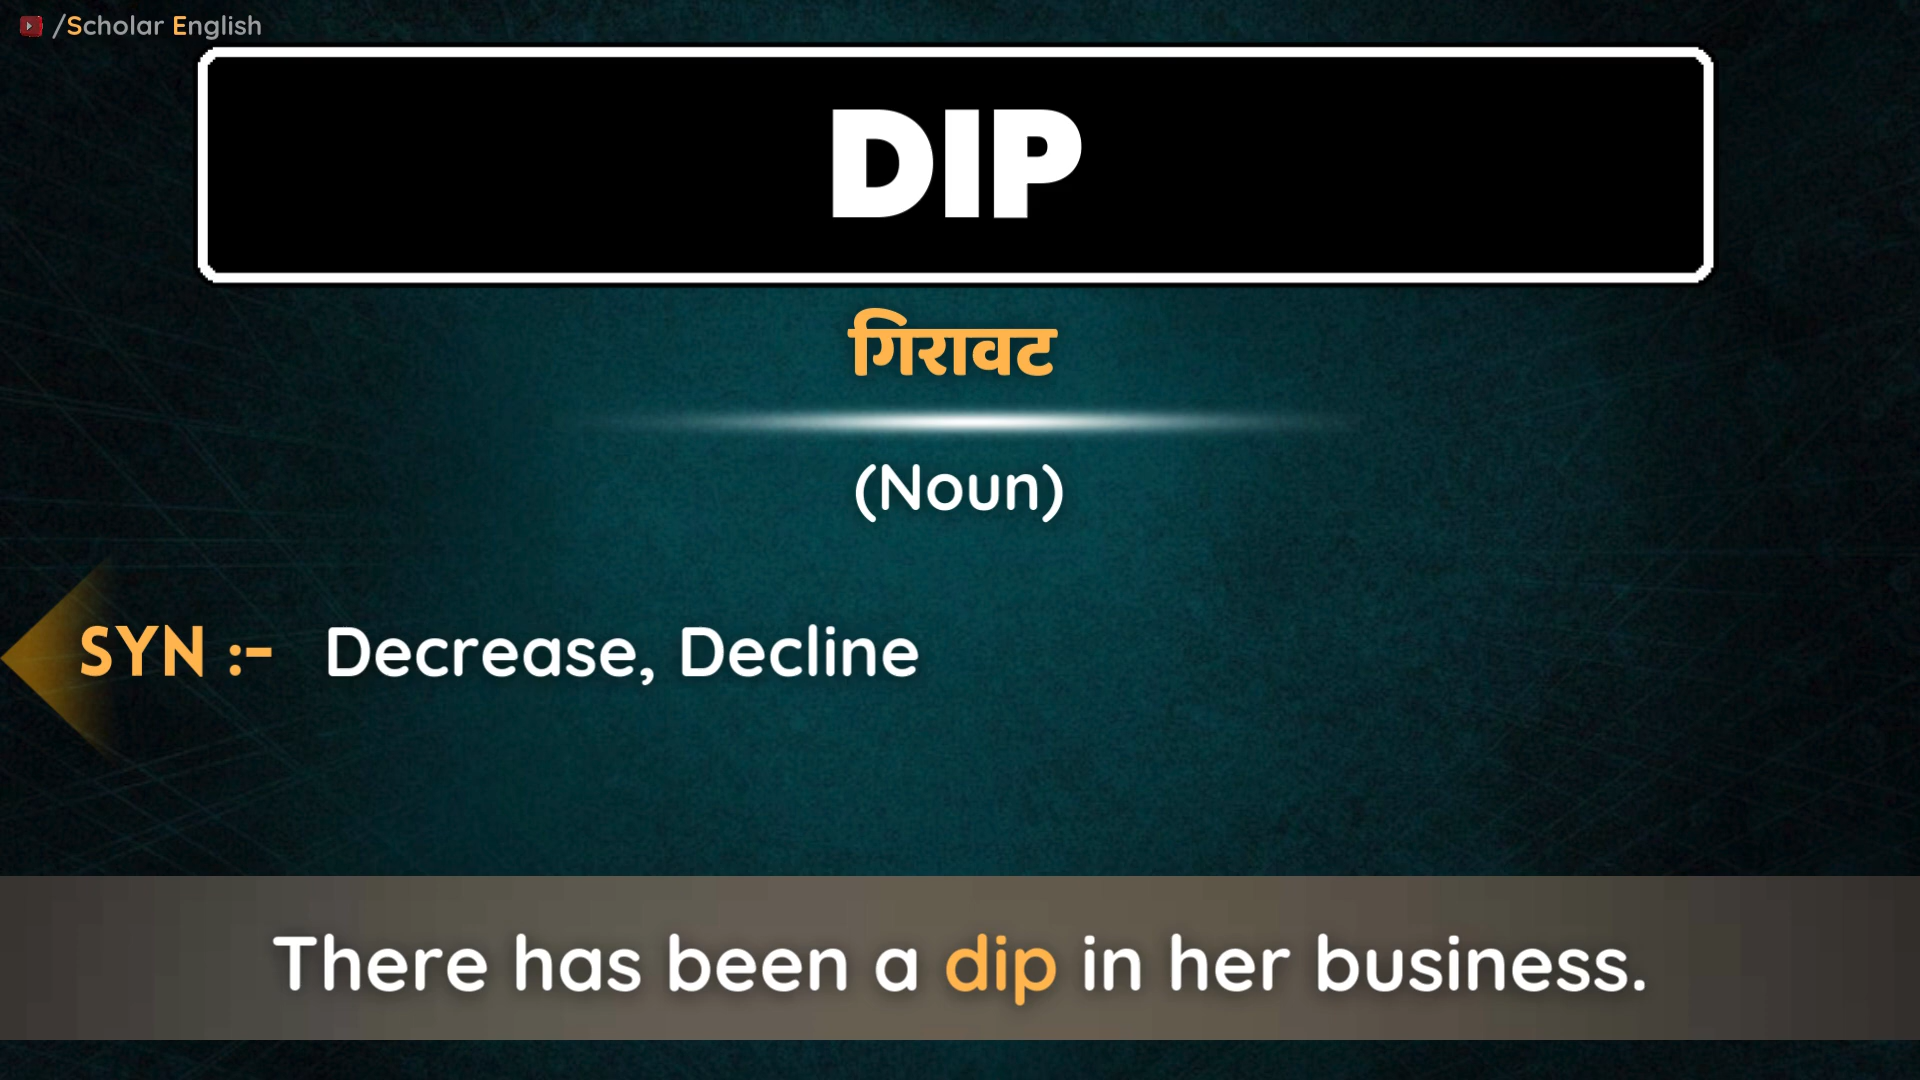 /Scholar English
DIP
गिरावट
(Noun)
SYN :- Decrease, Decline
There has been a dip in her business.